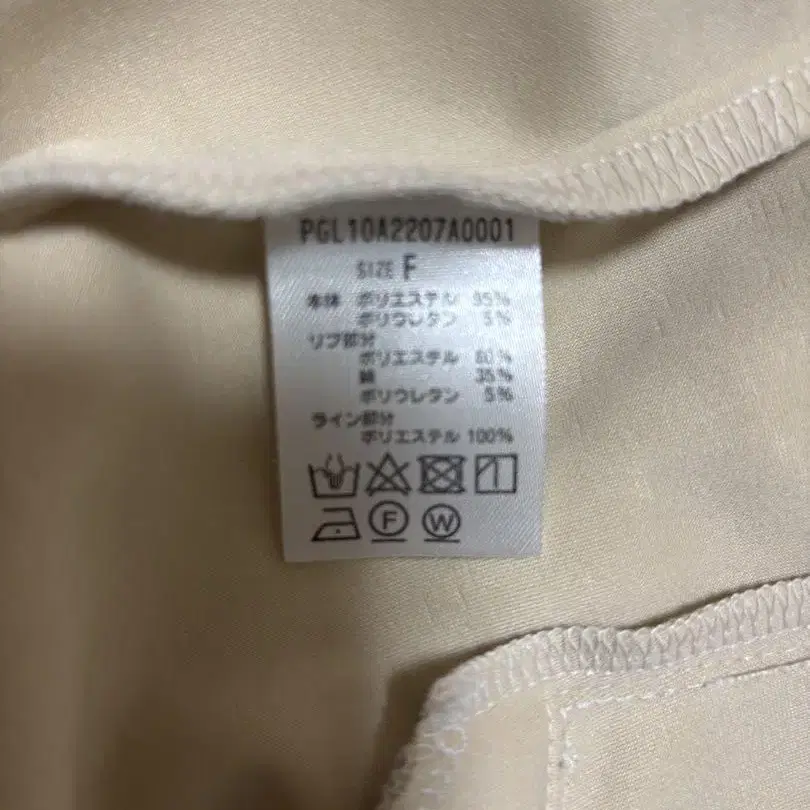 PGL10A2207A0001
SIZE F
本体 ポリエステル 95%
ポリウレタン 5%
リブ部分
ポリエステル 60%
綿 35%
ポリウレタン 5%
ライン部分
ポリエステル 100%
F W